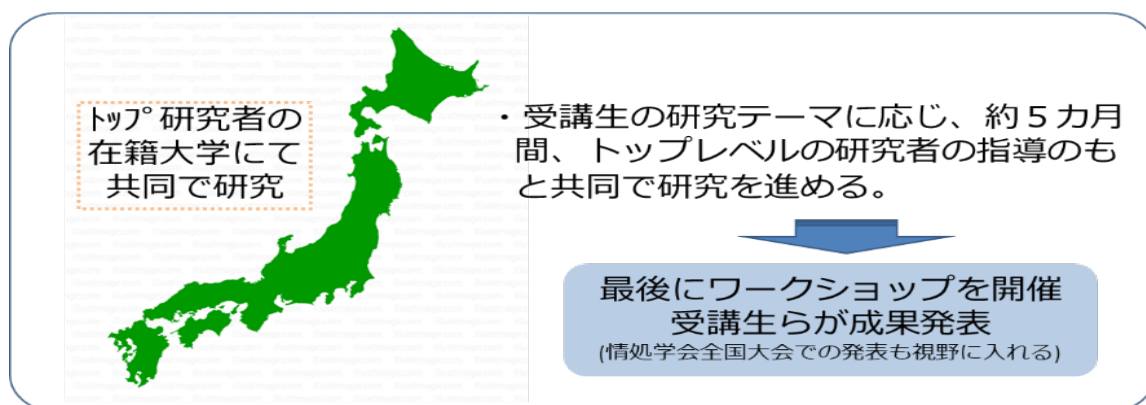 ﾄｯﾌﾟ研究者の
在籍大学にて
共同で研究
・受講生の研究テーマに応じ、約５カ月
間、トップレベルの研究者の指導のも
と共同で研究を進める。
最後にワークショップを開催
受講生らが成果発表
(情処学会全国大会での発表も視野に入れる)